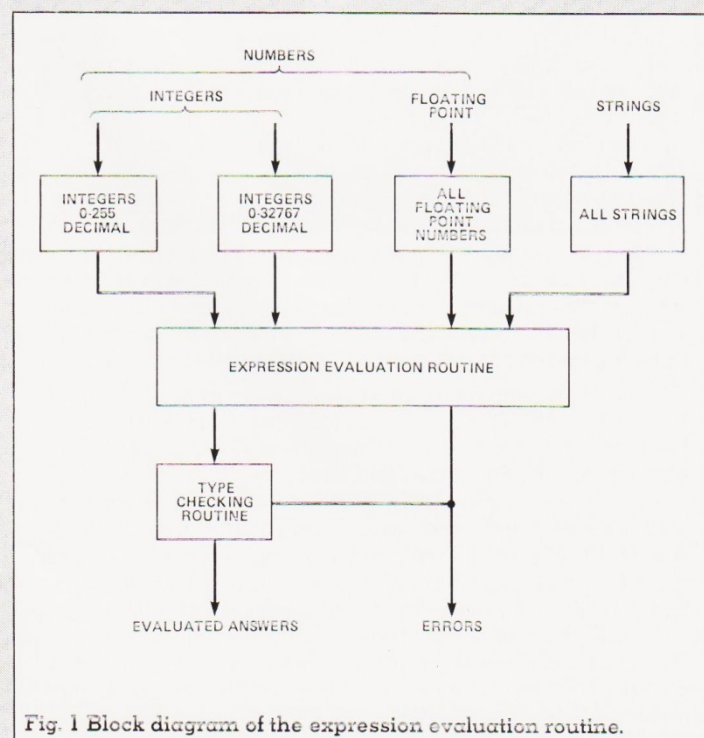 NUMBERS
INTEGERS
FLOATING
POINT
STRINGS
INTEGERS
0-255
DECIMAL
INTEGERS
0-32767
DECIMAL
ALL
FLOATING
POINT
NUMBERS
ALL STRINGS
EXPRESSION EVALUATION ROUTINE
TYPE
CHECKING
ROUTINE
EVALUATED ANSWERS
ERRORS
Fig. 1 Block diagram of the expression evaluation routine.